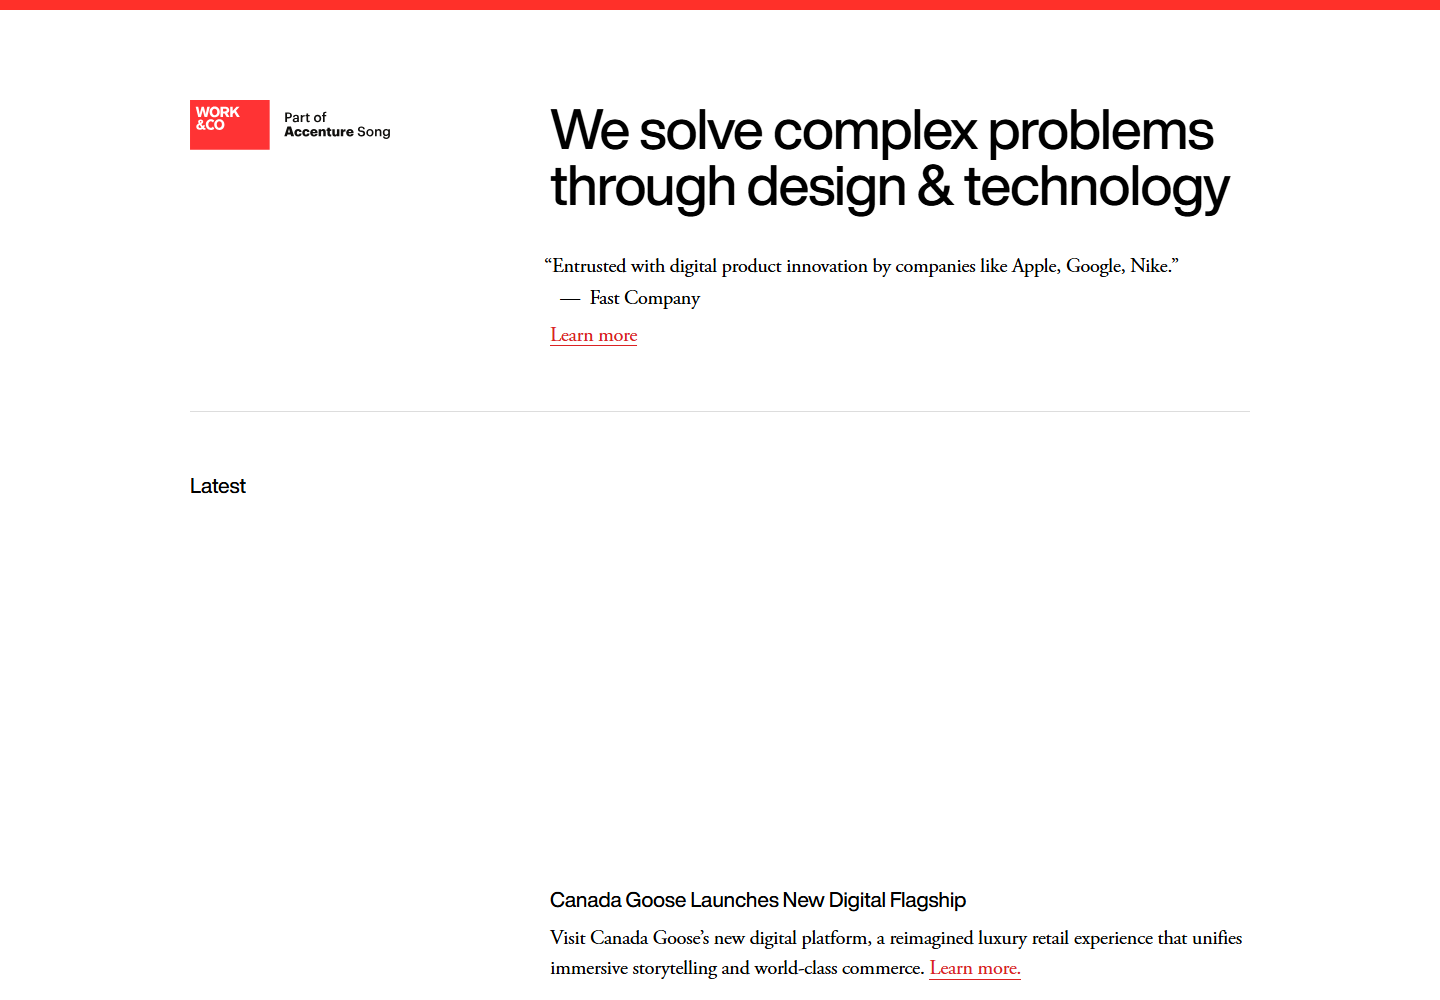 WORK
&CO
Part of
Accenture Song
We solve complex problems
through design & technology
“Entrusted with digital product innovation by companies like Apple, Google, Nike.”
— Fast Company
Learn more
Latest
Canada Goose Launches New Digital Flagship
Visit Canada Goose’s new digital platform, a reimagined luxury retail experience that unifies
immersive storytelling and world-class commerce. Learn more.